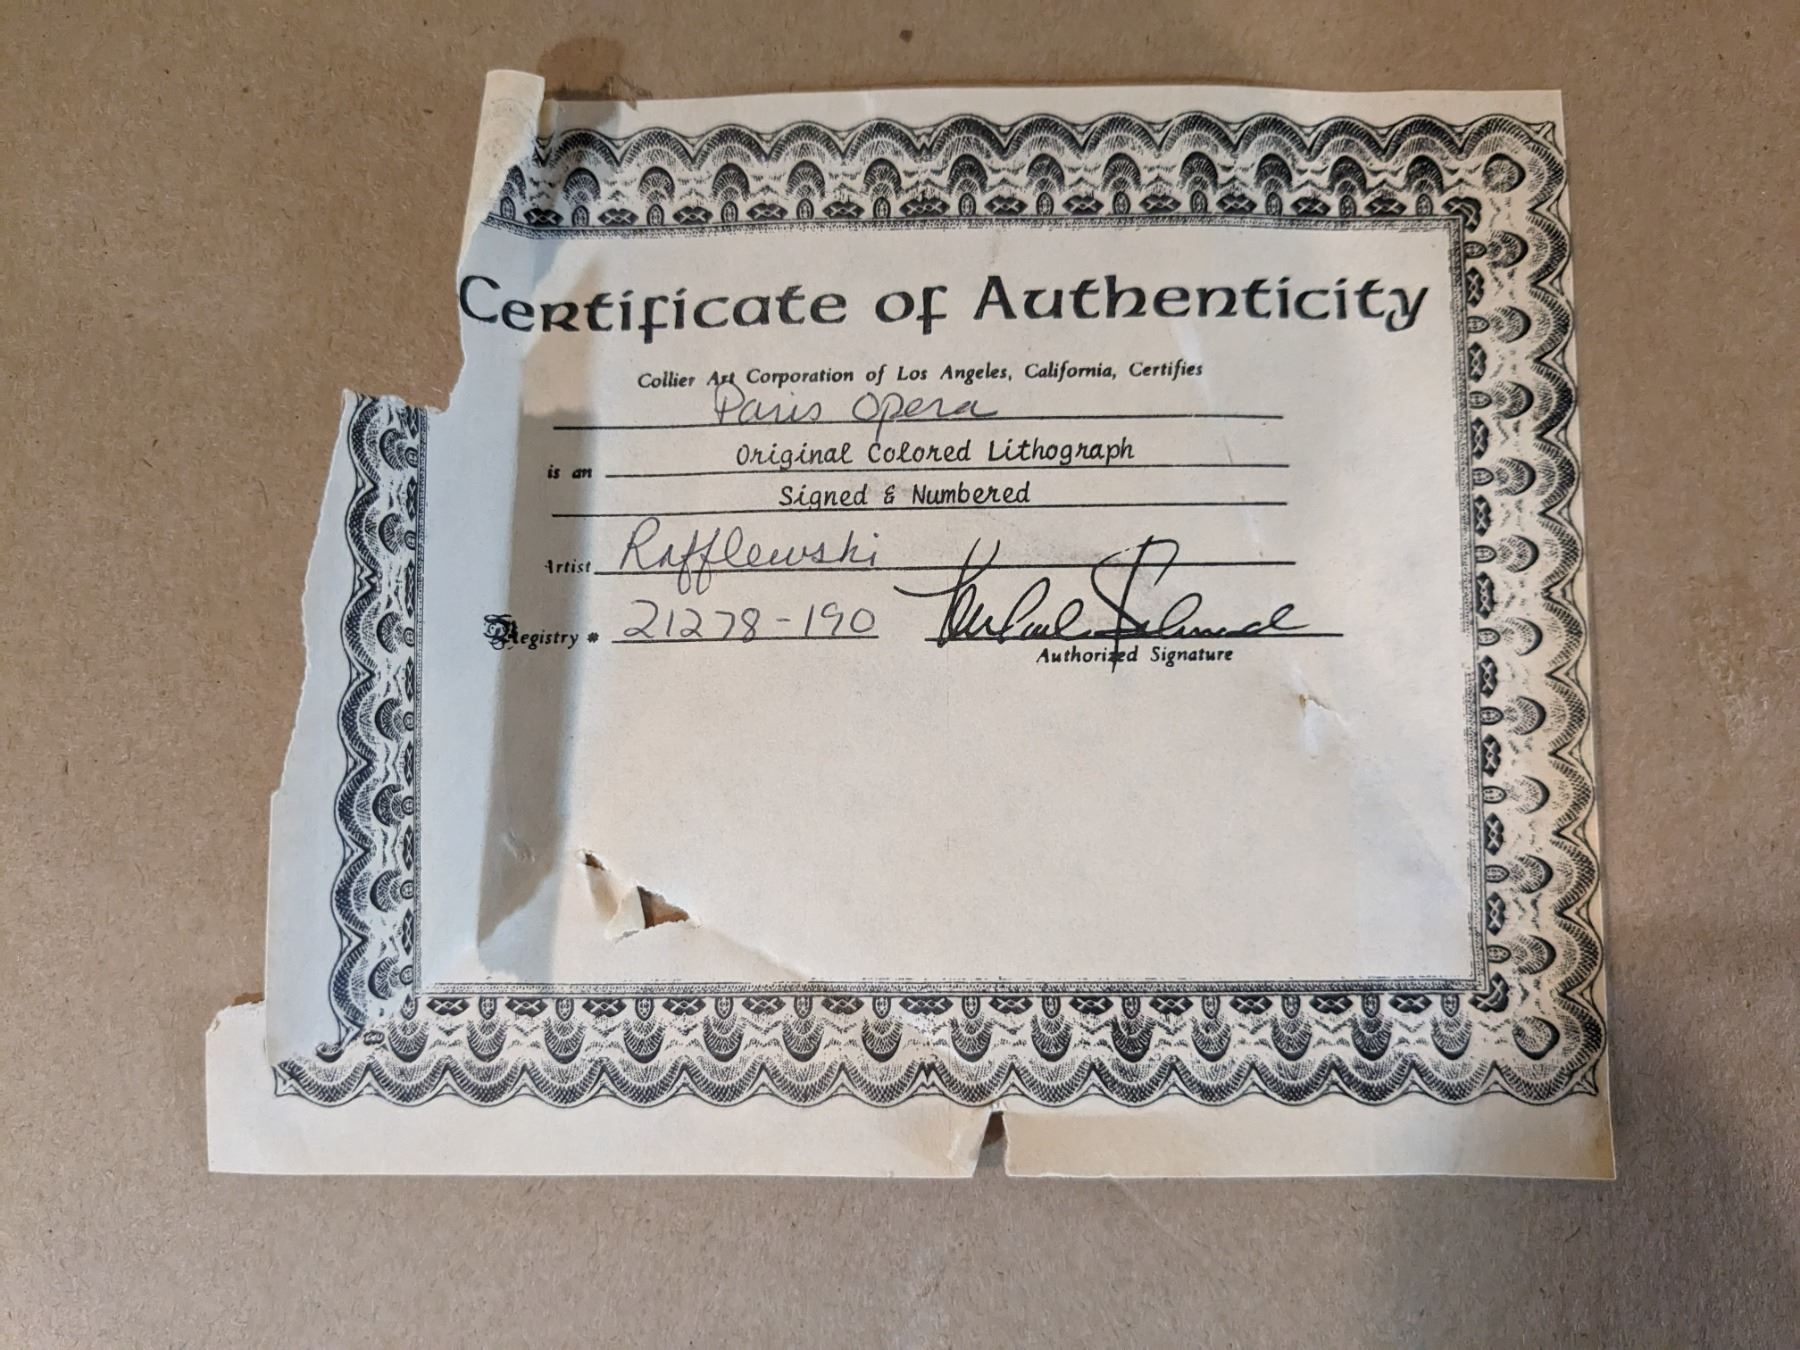 Certificate of Authenticity
Collier Art Corporation of Los Angeles, California, Certifies
Paris Opera
is an Original Colored Lithograph
Signed & Numbered
Artist Rafflewski
Registry # 21278-190
Authorized Signature